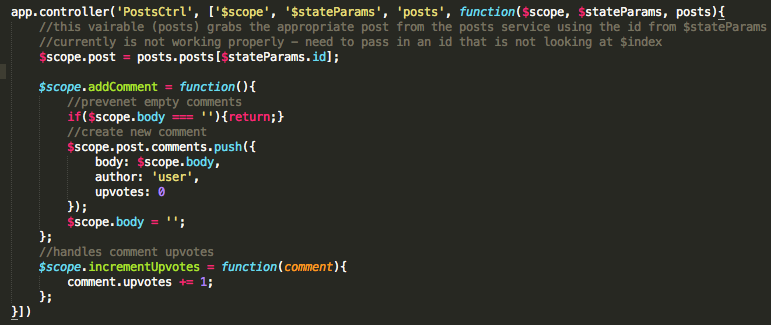 app.controller('PostsCtrl', ['$scope', '$stateParams', 'posts', function($scope, $stateParams, posts){
//this vairable (posts) grabs the appropriate post from the posts service using the id from $stateParams
//currently is not working properly - need to pass in an id that is not looking at $index
$scope.post = posts.posts[$stateParams.id];
$scope.addComment = function(){
//prevenet empty comments
if($scope.body === ''){return;}
//create new comment
$scope.post.comments.push({
body: $scope.body,
author: 'user',
upvotes: 0
});
$scope.body = '';
};
//handles comment upvotes
$scope.incrementUpvotes = function(comment){
comment.upvotes += 1;
};
}])